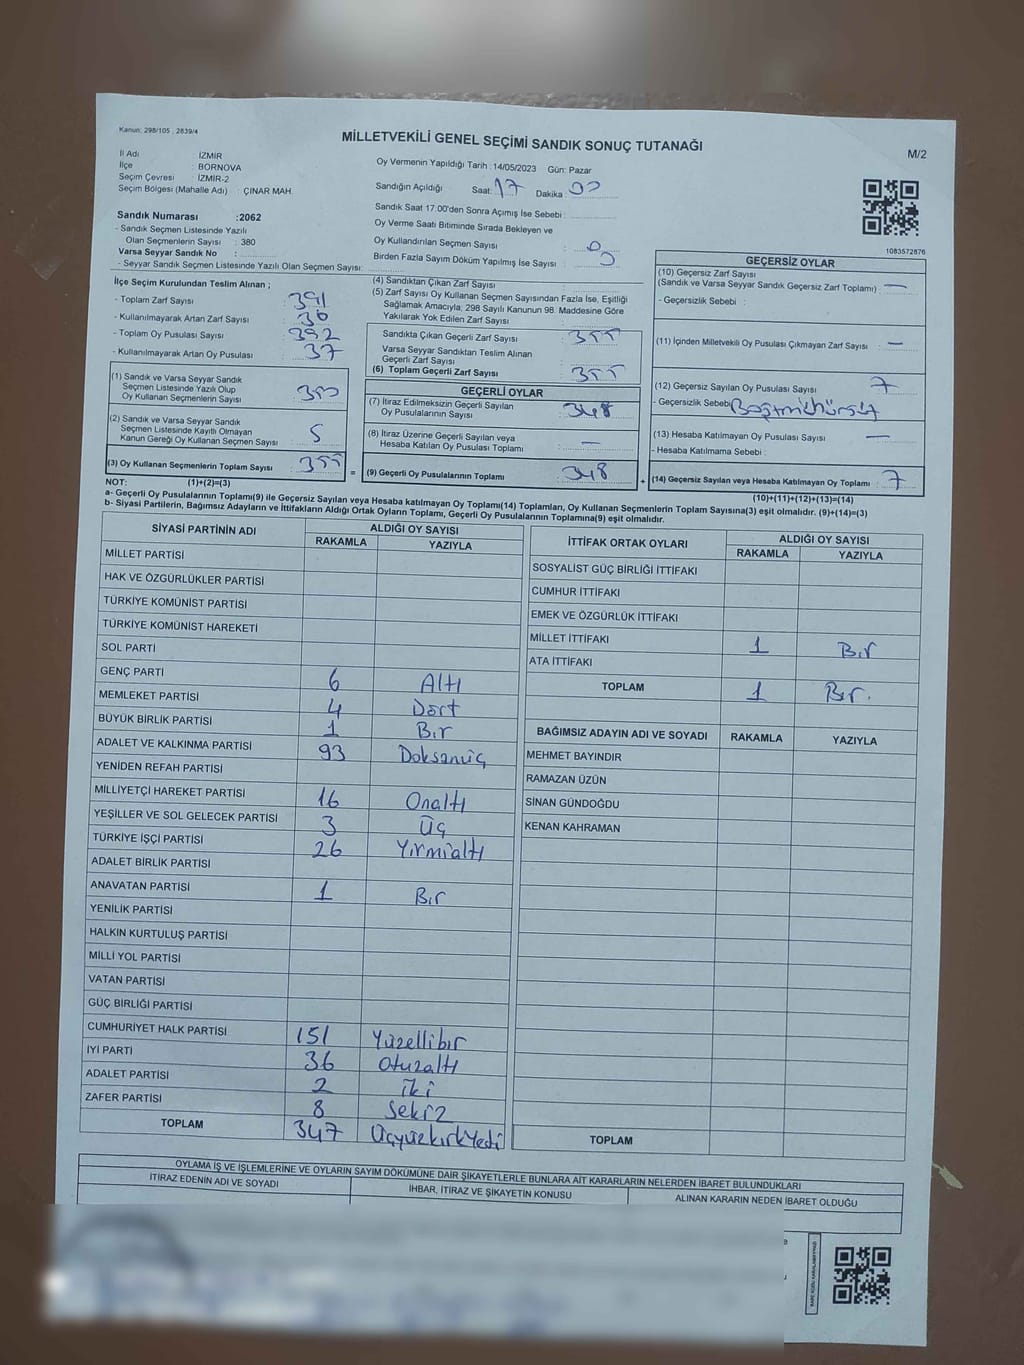 Kanun: 298/105 , 2839/4
MİLLETVEKİLİ GENEL SEÇİMİ SANDIK SONUÇ TUTANAĞI
M/2
İl Adı İZMİR
İlçe : BORNOVA
Seçim Çevresi : İZMİR-2
Seçim Bölgesi (Mahalle Adı) : ÇINAR MAH.
Oy Vermenin Yapıldığı Tarih : 14/05/2023 Gün: Pazar
Sandığın Açıldığı Saat: 17 Dakika: 00
Sandık Saat 17:00'den Sonra Açımış İse Sebebi :
Oy Verme Saati Bitiminde Sırada Bekleyen ve
Oy Kullandırılan Seçmen Sayısı : 0
Birden Fazla Sayım Döküm Yapılmış İse Sayısı : 0
Sandık Numarası :2062
- Sandık Seçmen Listesinde Yazılı
Olan Seçmenlerin Sayısı : 380
Varsa Seyyar Sandık No :
- Seyyar Sandık Seçmen Listesinde Yazılı Olan Seçmen Sayısı:
1083572876
İlçe Seçim Kurulundan Teslim Alınan ;
- Toplam Zarf Sayısı : 391
- Kullanılmayarak Artan Zarf Sayısı : 36
- Toplam Oy Pusulası Sayısı : 392
- Kullanılmayarak Artan Oy Pusulası : 37
(1) Sandık ve Varsa Seyyar Sandık
Seçmen Listesinde Yazılı Olup
Oy Kullanan Seçmenlerin Sayısı : 350
(2) Sandık ve Varsa Seyyar Sandık
Seçmen Listesinde Kayıtlı Olmayan
Kanun Gereği Oy Kullanan Seçmen Sayısı : 5
(3) Oy Kullanan Seçmenlerin Toplam Sayısı : 355
(4) Sandıktan Çıkan Zarf Sayısı :
(5) Zarf Sayısı Oy Kullanan Seçmen Sayısından Fazla İse, Eşitliği
Sağlamak Amacıyla, 298 Sayılı Kanunun 98. Maddesine Göre
Yakılarak Yok Edilen Zarf Sayısı :
Sandıkta Çıkan Geçerli Zarf Sayısı : 355
Varsa Seyyar Sandıktan Teslim Alınan
Geçerli Zarf Sayısı :
(6) Toplam Geçerli Zarf Sayısı : 355
GEÇERLİ OYLAR
(7) İtiraz Edilmeksizin Geçerli Sayılan
Oy Pusulalarının Sayısı : 348
(8) İtiraz Üzerine Geçerli Sayılan veya
Hesaba Katılan Oy Pusulası Toplamı : —
= (9) Geçerli Oy Pusulalarının Toplamı : 348
GEÇERSİZ OYLAR
(10) Geçersiz Zarf Sayısı
(Sandık ve Varsa Seyyar Sandık Geçersiz Zarf Toplamı) : —
- Geçersizlik Sebebi :
(11) İçinden Milletvekili Oy Pusulası Çıkmayan Zarf Sayısı : —
(12) Geçersiz Sayılan Oy Pusulası Sayısı : 7
- Geçersizlik Sebebi
(13) Hesaba Katılmayan Oy Pusulası Sayısı : —
- Hesaba Katılmama Sebebi :
+ (14) Geçersiz Sayılan veya Hesaba Katılmayan Oy Toplamı : 7
NOT: (1)+(2)=(3) (10)+(11)+(12)+(13)=(14)
a- Geçerli Oy Pusulalarının Toplamı(9) ile Geçersiz Sayılan veya Hesaba katılmayan Oy Toplamı(14) Toplamları, Oy Kullanan Seçmenlerin Toplam Sayısına(3) eşit olmalıdır. (9)+(14)=(3)
b- Siyasi Partilerin, Bağımsız Adayların ve İttifakların Aldığı Ortak Oyların Toplamı, Geçerli Oy Pusulalarının Toplamına(9) eşit olmalıdır.
SİYASİ PARTİNİN ADI ALDIĞI OY SAYISI
RAKAMLA YAZIYLA
MİLLET PARTİSİ
HAK VE ÖZGÜRLÜKLER PARTİSİ
TÜRKİYE KOMÜNİST PARTİSİ
TÜRKİYE KOMÜNİST HAREKETİ
SOL PARTİ
GENÇ PARTİ 6 Altı
MEMLEKET PARTİSİ 4 Dört
BÜYÜK BİRLİK PARTİSİ 1 Bir
ADALET VE KALKINMA PARTİSİ 93 Doksanüç
YENİDEN REFAH PARTİSİ
MİLLİYETÇİ HAREKET PARTİSİ 16 Onaltı
YEŞİLLER VE SOL GELECEK PARTİSİ 3 Üç
TÜRKİYE İŞÇİ PARTİSİ 26 Yirmialtı
ADALET BİRLİK PARTİSİ
ANAVATAN PARTİSİ 1 Bir
YENİLİK PARTİSİ
HALKIN KURTULUŞ PARTİSİ
MİLLİ YOL PARTİSİ
VATAN PARTİSİ
GÜÇ BİRLİĞİ PARTİSİ
CUMHURİYET HALK PARTİSİ 151 Yüzellibir
İYİ PARTİ 36 Otuzaltı
ADALET PARTİSİ 2 İki
ZAFER PARTİSİ 8 Sekiz
TOPLAM 347 Üçyüzkırkyedi
İTTİFAK ORTAK OYLARI ALDIĞI OY SAYISI
RAKAMLA YAZIYLA
SOSYALİST GÜÇ BİRLİĞİ İTTİFAKI
CUMHUR İTTİFAKI
EMEK VE ÖZGÜRLÜK İTTİFAKI
MİLLET İTTİFAKI 1 Bir
ATA İTTİFAKI
TOPLAM 1 Bir.
BAĞIMSIZ ADAYIN ADI VE SOYADI RAKAMLA YAZIYLA
MEHMET BAYINDIR
RAMAZAN ÜZÜN
SİNAN GÜNDOĞDU
KENAN KAHRAMAN
TOPLAM
OYLAMA İŞ VE İŞLEMLERİNE VE OYLARIN SAYIM DÖKÜMÜNE DAİR ŞİKAYETLERLE BUNLARA AİT KARARLARIN NELERDEN İBARET BULUNDUKLARI
İTİRAZ EDENİN ADI VE SOYADI İHBAR, İTİRAZ VE ŞİKAYETİN KONUSU ALINAN KARARIN NEDEN İBARET OLDUĞU